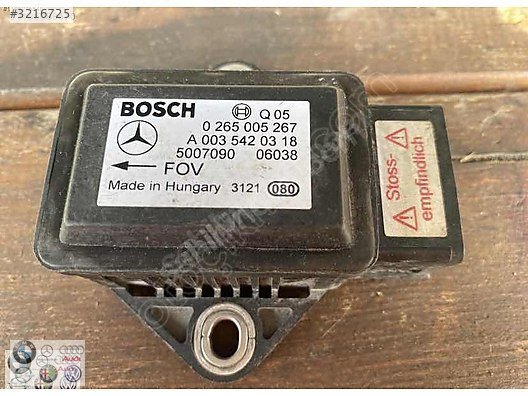 #3216725
BOSCH Q 05
0 265 005 267
A 003 542 03 18
5007090 06038
FOV
Made in Hungary 3121 080
Stoss-
empfindlich